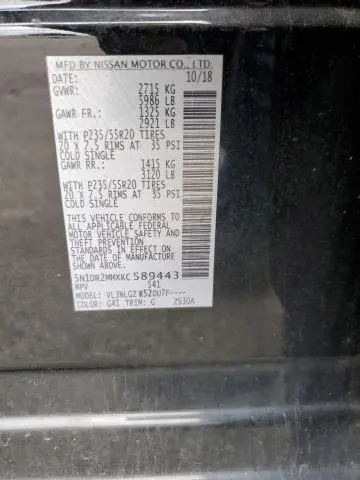 MFD BY NISSAN MOTOR CO., LTD.
DATE: 10/18
GVWR: 2715 KG
5986 LB
GAWR FR.: 1325 KG
2921 LB
WITH P235/55R20 TIRES
20 X 7.5 RIMS AT 35 PSI
COLD SINGLE
GAWR RR.: 1415 KG
3120 LB
WITH P235/55R20 TIRES
20 X 7.5 RIMS AT 35 PSI
COLD SINGLE
THIS VEHICLE CONFORMS TO
ALL APPLICABLE FEDERAL
MOTOR VEHICLE SAFETY AND
THEFT PREVENTION
STANDARDS IN EFFECT ON
THE DATE OF MANUFACTURE
SHOWN ABOVE.
5N1DR2MMXKC589443
MPV 541
MODEL: VLJNLGZ R52DU7F----
COLOR: G41 TRIM: G ZS30A